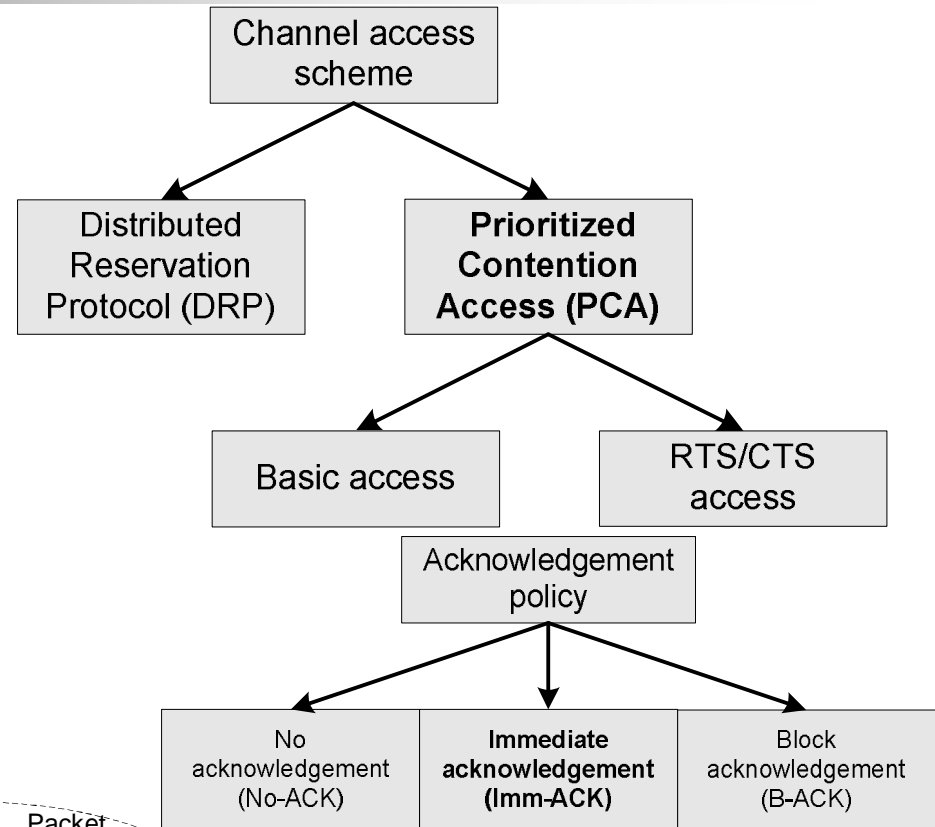 Channel access
scheme
Distributed
Reservation
Protocol (DRP)
Prioritized
Contention
Access (PCA)
Basic access
RTS/CTS
access
Acknowledgement
policy
No
acknowledgement
(No-ACK)
Immediate
acknowledgement
(Imm-ACK)
Block
acknowledgement
(B-ACK)
Packet